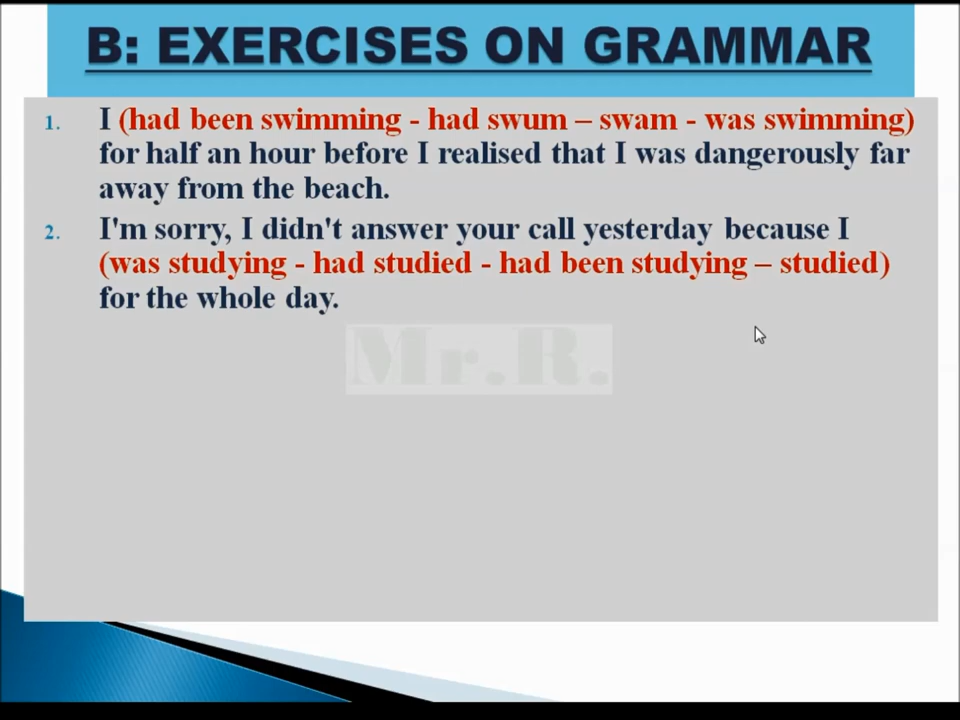 B: EXERCISES ON GRAMMAR
1. I (had been swimming - had swum – swam - was swimming)
for half an hour before I realised that I was dangerously far
away from the beach.
2. I'm sorry, I didn't answer your call yesterday because I
(was studying - had studied - had been studying – studied)
for the whole day.
Mr.R.